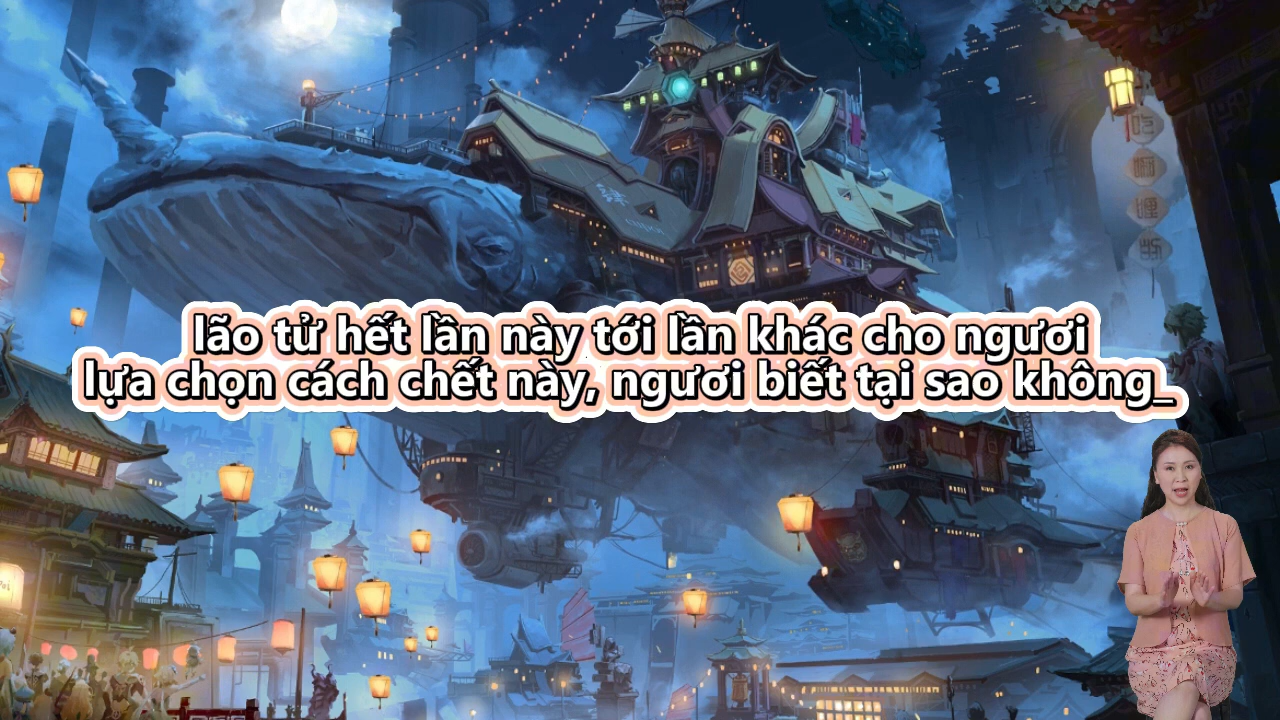 lão tử hết lần này tới lần khác cho ngươi
lựa chọn cách chết này, ngươi biết tại sao không_